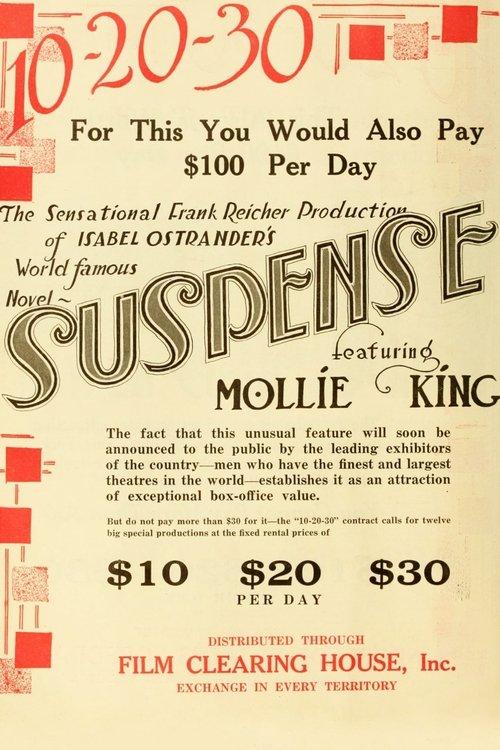 10-20-30
For This You Would Also Pay
$100 Per Day
The Sensational Frank Reicher Production
of ISABEL OSTRANDER'S
World famous
Novel~
SUSPENSE
featuring
MOLLIE KING
The fact that this unusual feature will soon be
announced to the public by the leading exhibitors
of the country—men who have the finest and largest
theatres in the world—establishes it as an attraction
of exceptional box-office value.
But do not pay more than $30 for it—the "10-20-30" contract calls for twelve
big special productions at the fixed rental prices of
$10 $20 $30
PER DAY
DISTRIBUTED THROUGH
FILM CLEARING HOUSE, Inc.
EXCHANGE IN EVERY TERRITORY